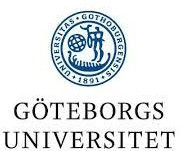 UNIVERSITAS · GOTHOBURGENSIS
· 1891 ·
GÖTEBORGS
UNIVERSITET